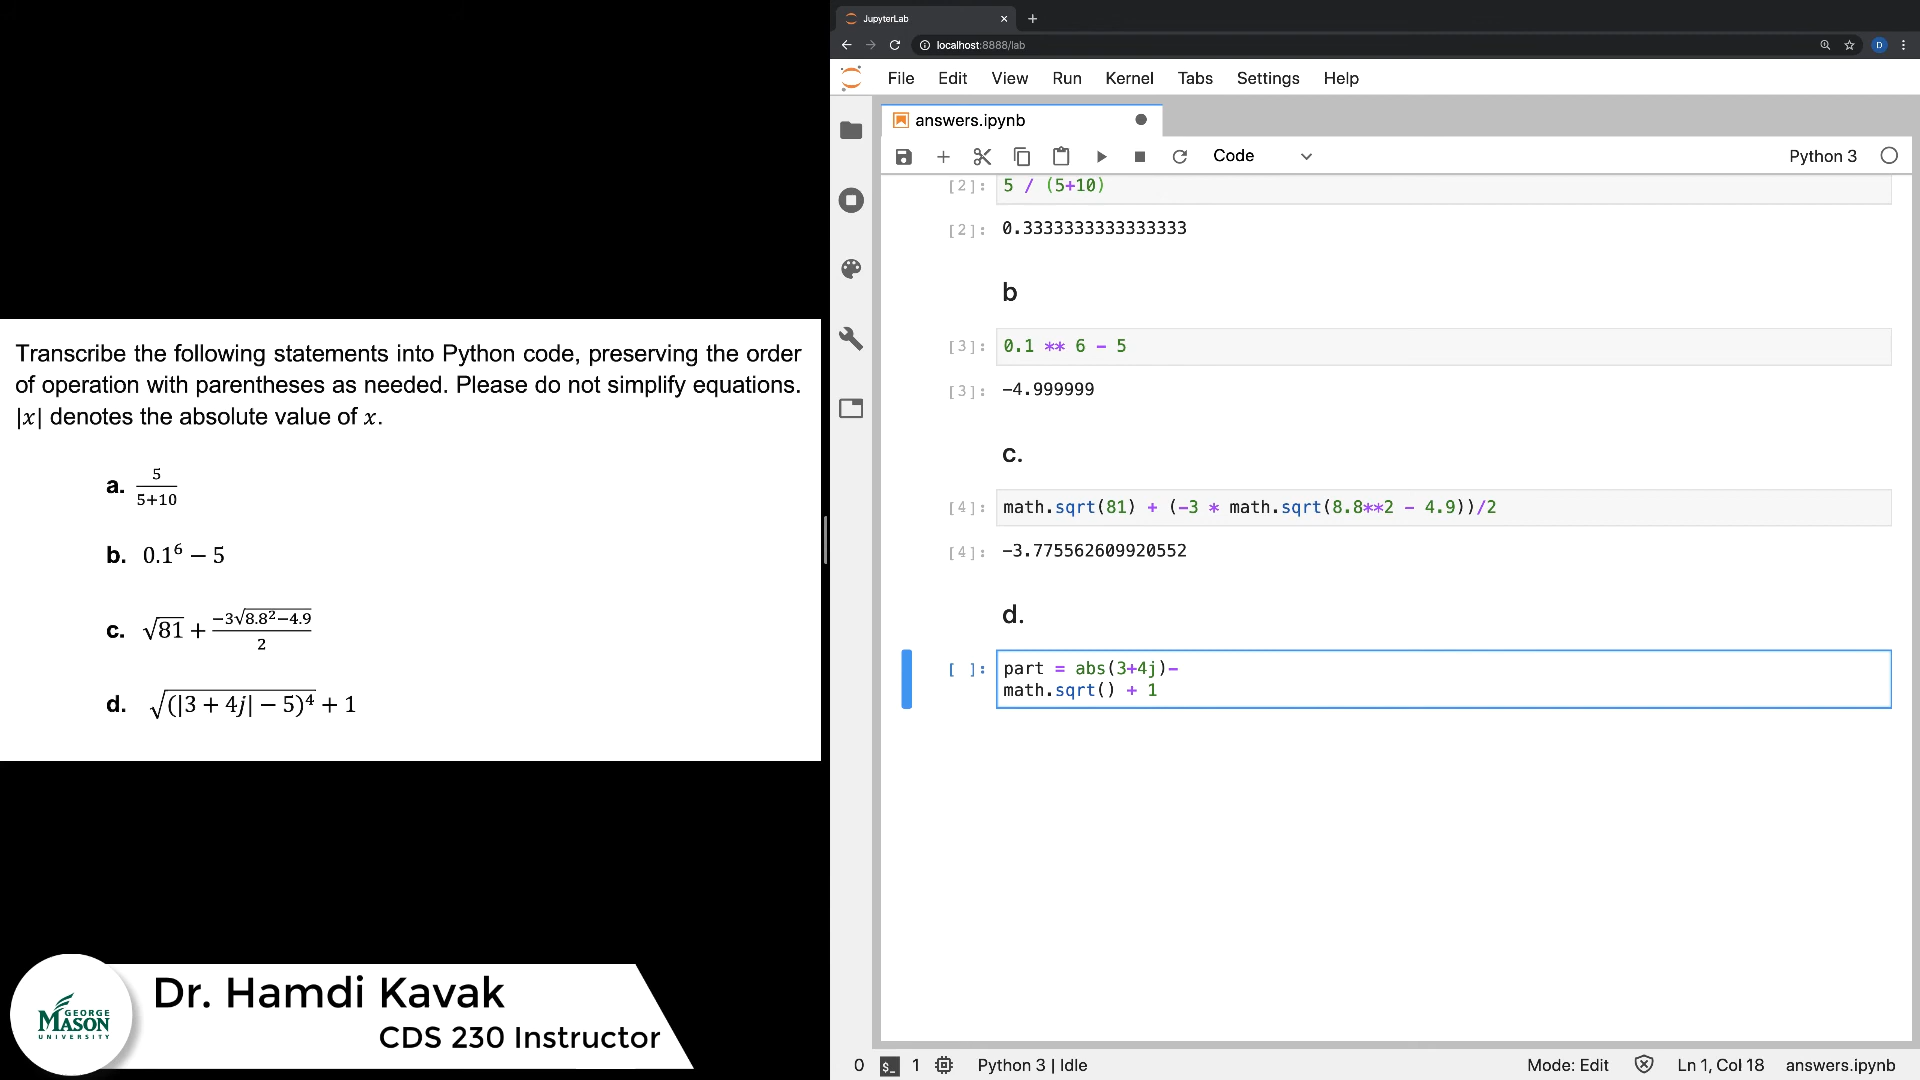 Transcribe the following statements into Python code, preserving the order
of operation with parentheses as needed. Please do not simplify equations.
|x| denotes the absolute value of x.
a. 5/(5+10)
b. 0.1⁶ − 5
c. √81 + (−3√(8.8²−4.9))/2
d. √((|3 + 4j| − 5)⁴) + 1
GEORGE
MASON
UNIVERSITY
Dr. Hamdi Kavak
CDS 230 Instructor
JupyterLab
localhost:8888/lab
D
File Edit View Run Kernel Tabs Settings Help
answers.ipynb
Code
Python 3
[2]: 5 / (5+10)
[2]: 0.3333333333333333
b
[3]: 0.1 ** 6 - 5
[3]: -4.999999
c.
[4]: math.sqrt(81) + (-3 * math.sqrt(8.8**2 - 4.9))/2
[4]: -3.775562609920552
d.
[ ]: part = abs(3+4j)-
math.sqrt() + 1
0 $_ 1 Python 3 | Idle Mode: Edit Ln 1, Col 18 answers.ipynb